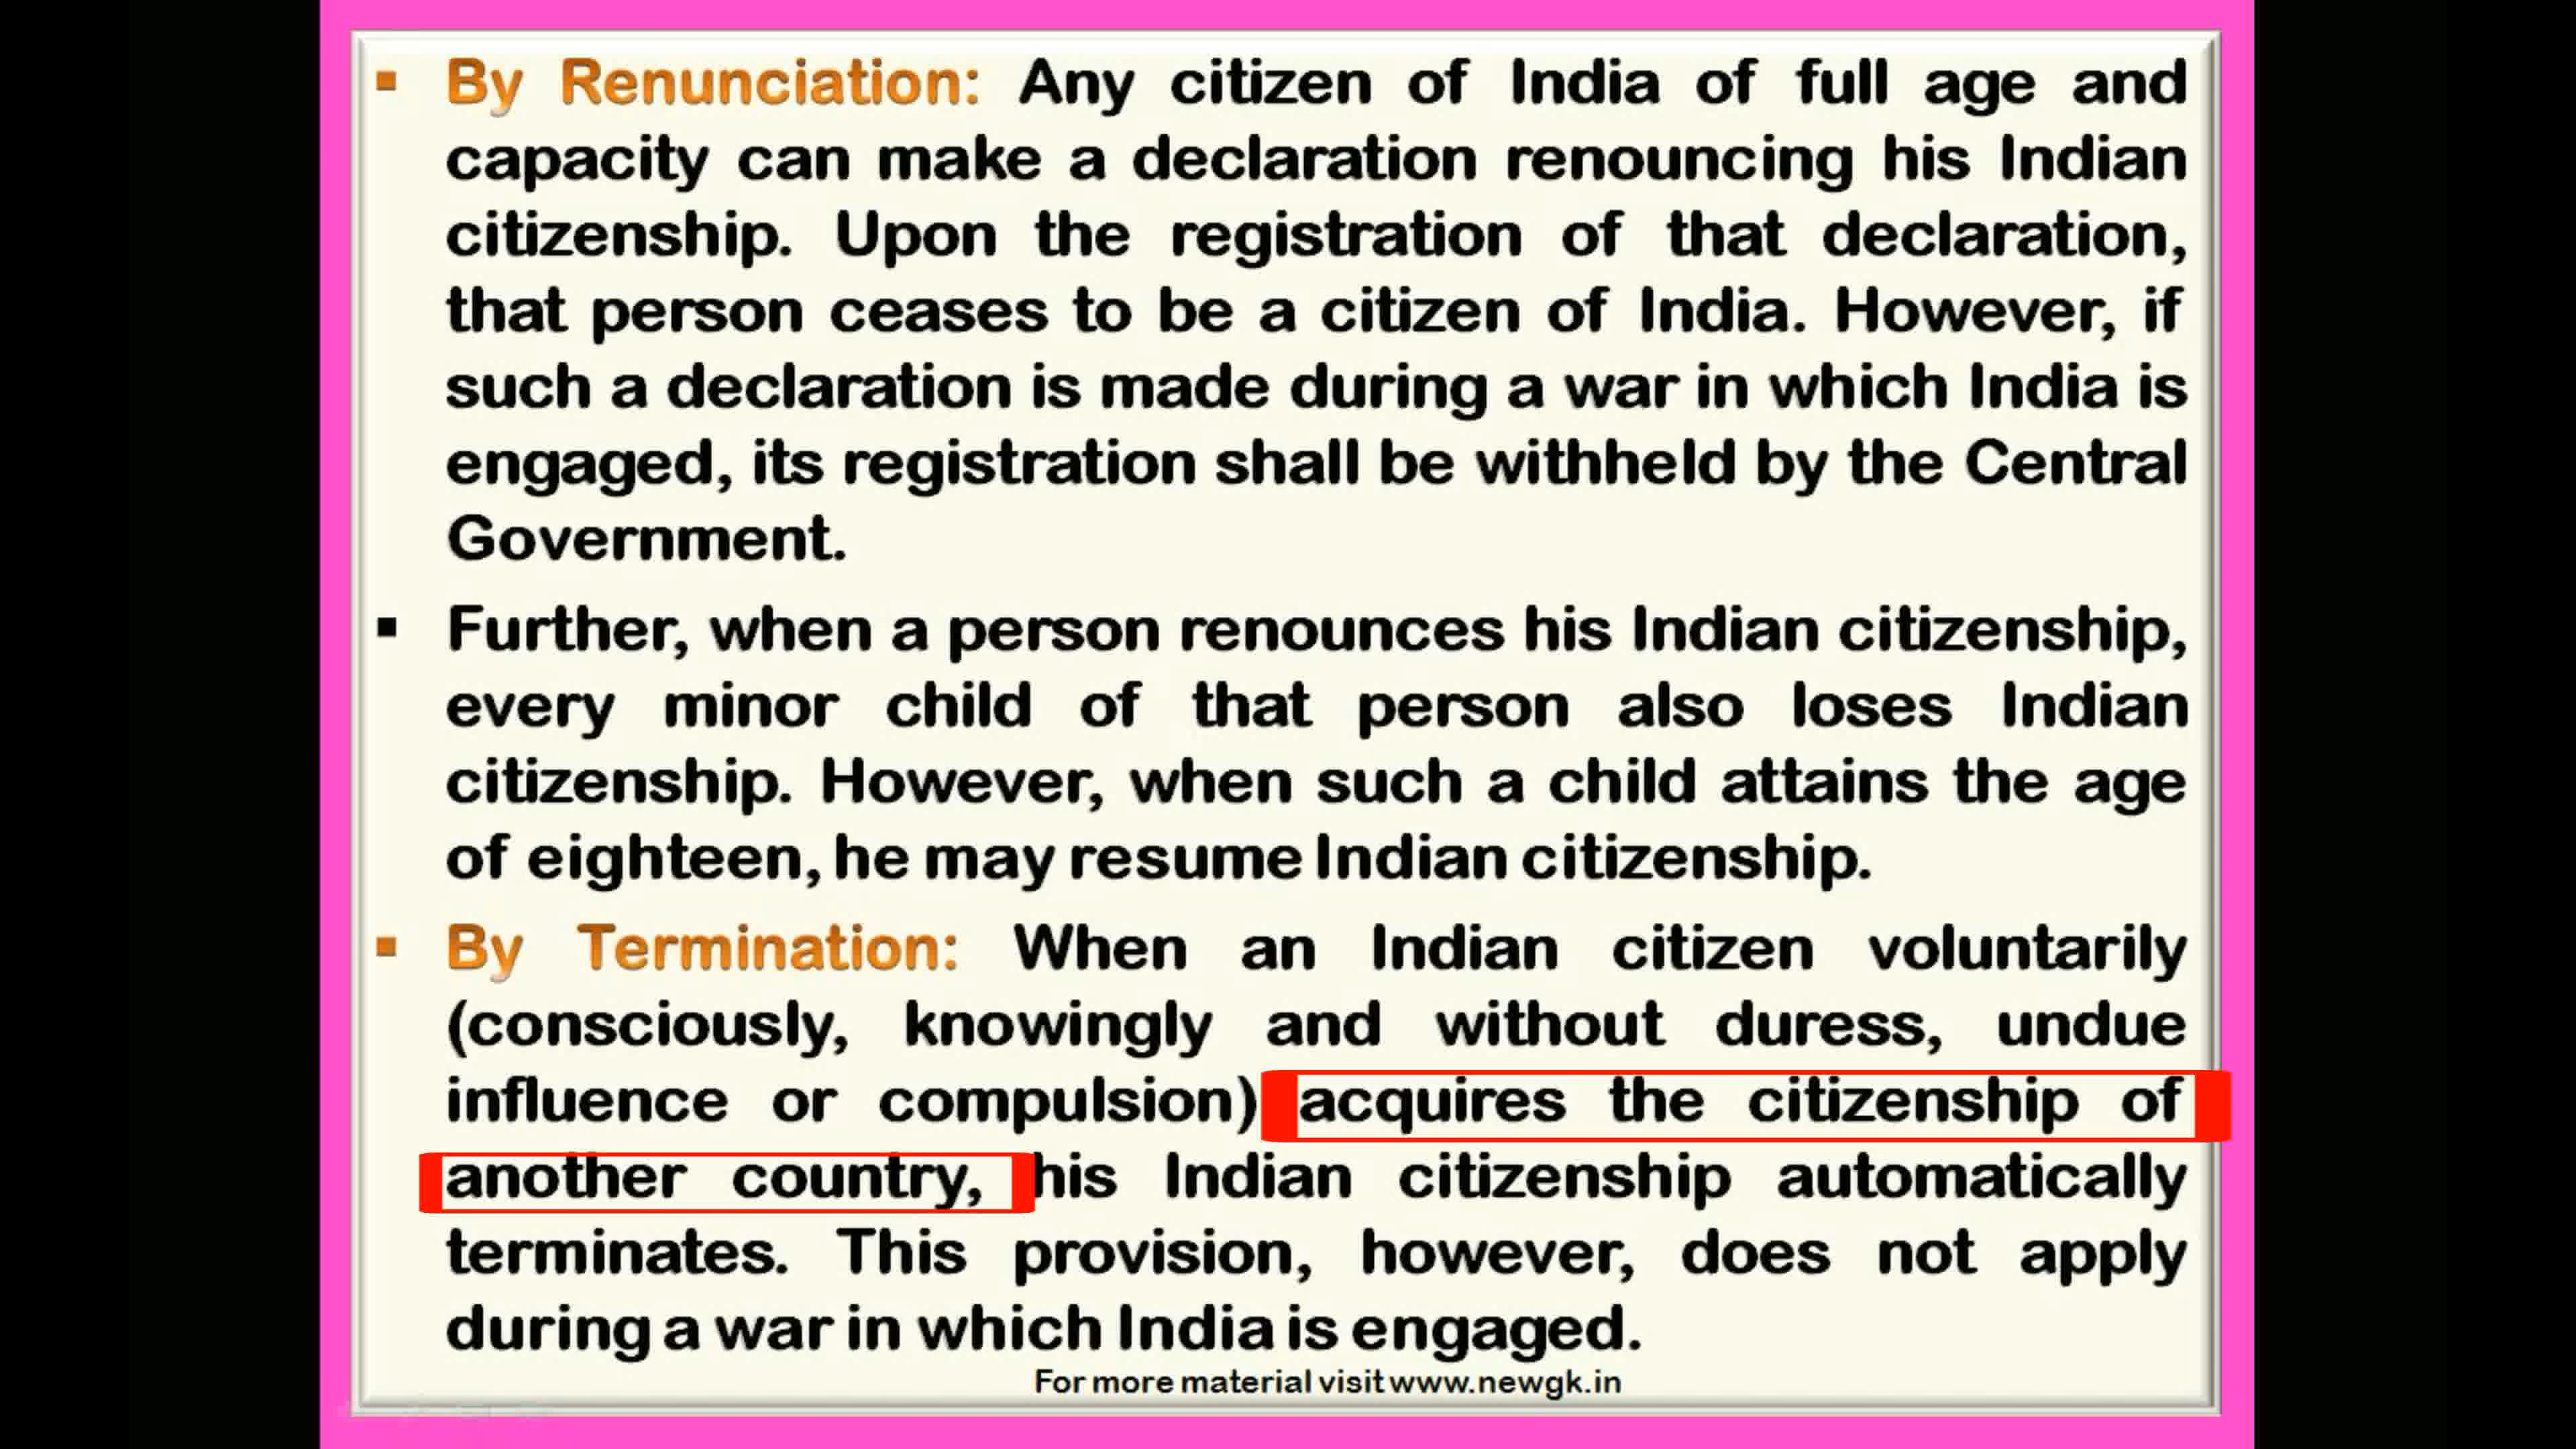 ▪ By Renunciation: Any citizen of India of full age and
capacity can make a declaration renouncing his Indian
citizenship. Upon the registration of that declaration,
that person ceases to be a citizen of India. However, if
such a declaration is made during a war in which India is
engaged, its registration shall be withheld by the Central
Government.
▪ Further, when a person renounces his Indian citizenship,
every minor child of that person also loses Indian
citizenship. However, when such a child attains the age
of eighteen, he may resume Indian citizenship.
▪ By Termination: When an Indian citizen voluntarily
(consciously, knowingly and without duress, undue
influence or compulsion) acquires the citizenship of
another country, his Indian citizenship automatically
terminates. This provision, however, does not apply
during a war in which India is engaged.
For more material visit www.newgk.in